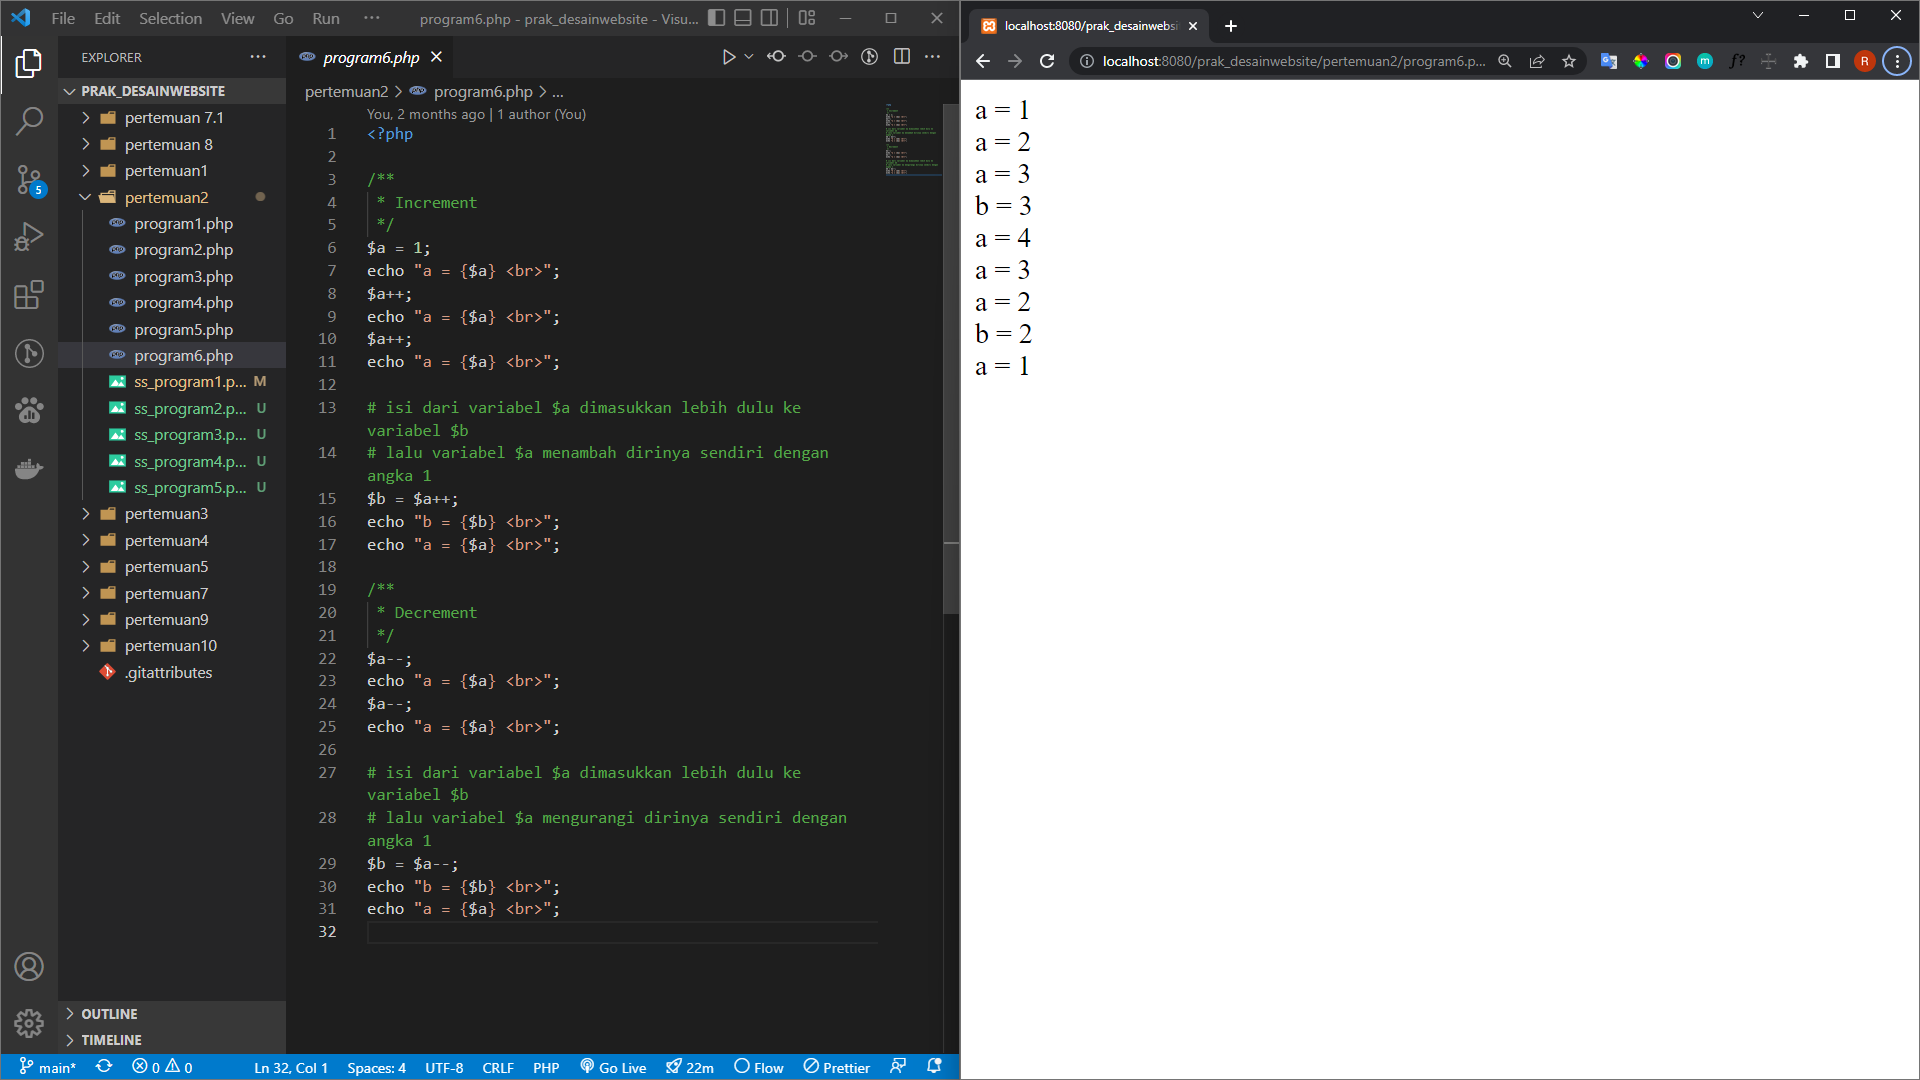 File Edit Selection View Go Run ··· program6.php - prak_desainwebsite - Visu...
EXPLORER ···
PRAK_DESAINWEBSITE
pertemuan 7.1
pertemuan 8
pertemuan1
pertemuan2
program1.php
program2.php
program3.php
program4.php
program5.php
program6.php
ss_program1.p... M
ss_program2.p... U
ss_program3.p... U
ss_program4.p... U
ss_program5.p... U
pertemuan3
pertemuan4
pertemuan5
pertemuan7
pertemuan9
pertemuan10
.gitattributes
OUTLINE
TIMELINE
5
program6.php
pertemuan2 > program6.php > ...
You, 2 months ago | 1 author (You)
1 <?php
2
3 /**
4 * Increment
5 */
6 $a = 1;
7 echo "a = {$a} <br>";
8 $a++;
9 echo "a = {$a} <br>";
10 $a++;
11 echo "a = {$a} <br>";
12
13 # isi dari variabel $a dimasukkan lebih dulu ke
variabel $b
14 # lalu variabel $a menambah dirinya sendiri dengan
angka 1
15 $b = $a++;
16 echo "b = {$b} <br>";
17 echo "a = {$a} <br>";
18
19 /**
20 * Decrement
21 */
22 $a--;
23 echo "a = {$a} <br>";
24 $a--;
25 echo "a = {$a} <br>";
26
27 # isi dari variabel $a dimasukkan lebih dulu ke
variabel $b
28 # lalu variabel $a mengurangi dirinya sendiri dengan
angka 1
29 $b = $a--;
30 echo "b = {$b} <br>";
31 echo "a = {$a} <br>";
32
main* 0 0 Ln 32, Col 1 Spaces: 4 UTF-8 CRLF PHP Go Live 22m Flow Prettier
localhost:8080/prak_desainwebsi
localhost:8080/prak_desainwebsite/pertemuan2/program6.p... m f? R
a = 1
a = 2
a = 3
b = 3
a = 4
a = 3
a = 2
b = 2
a = 1